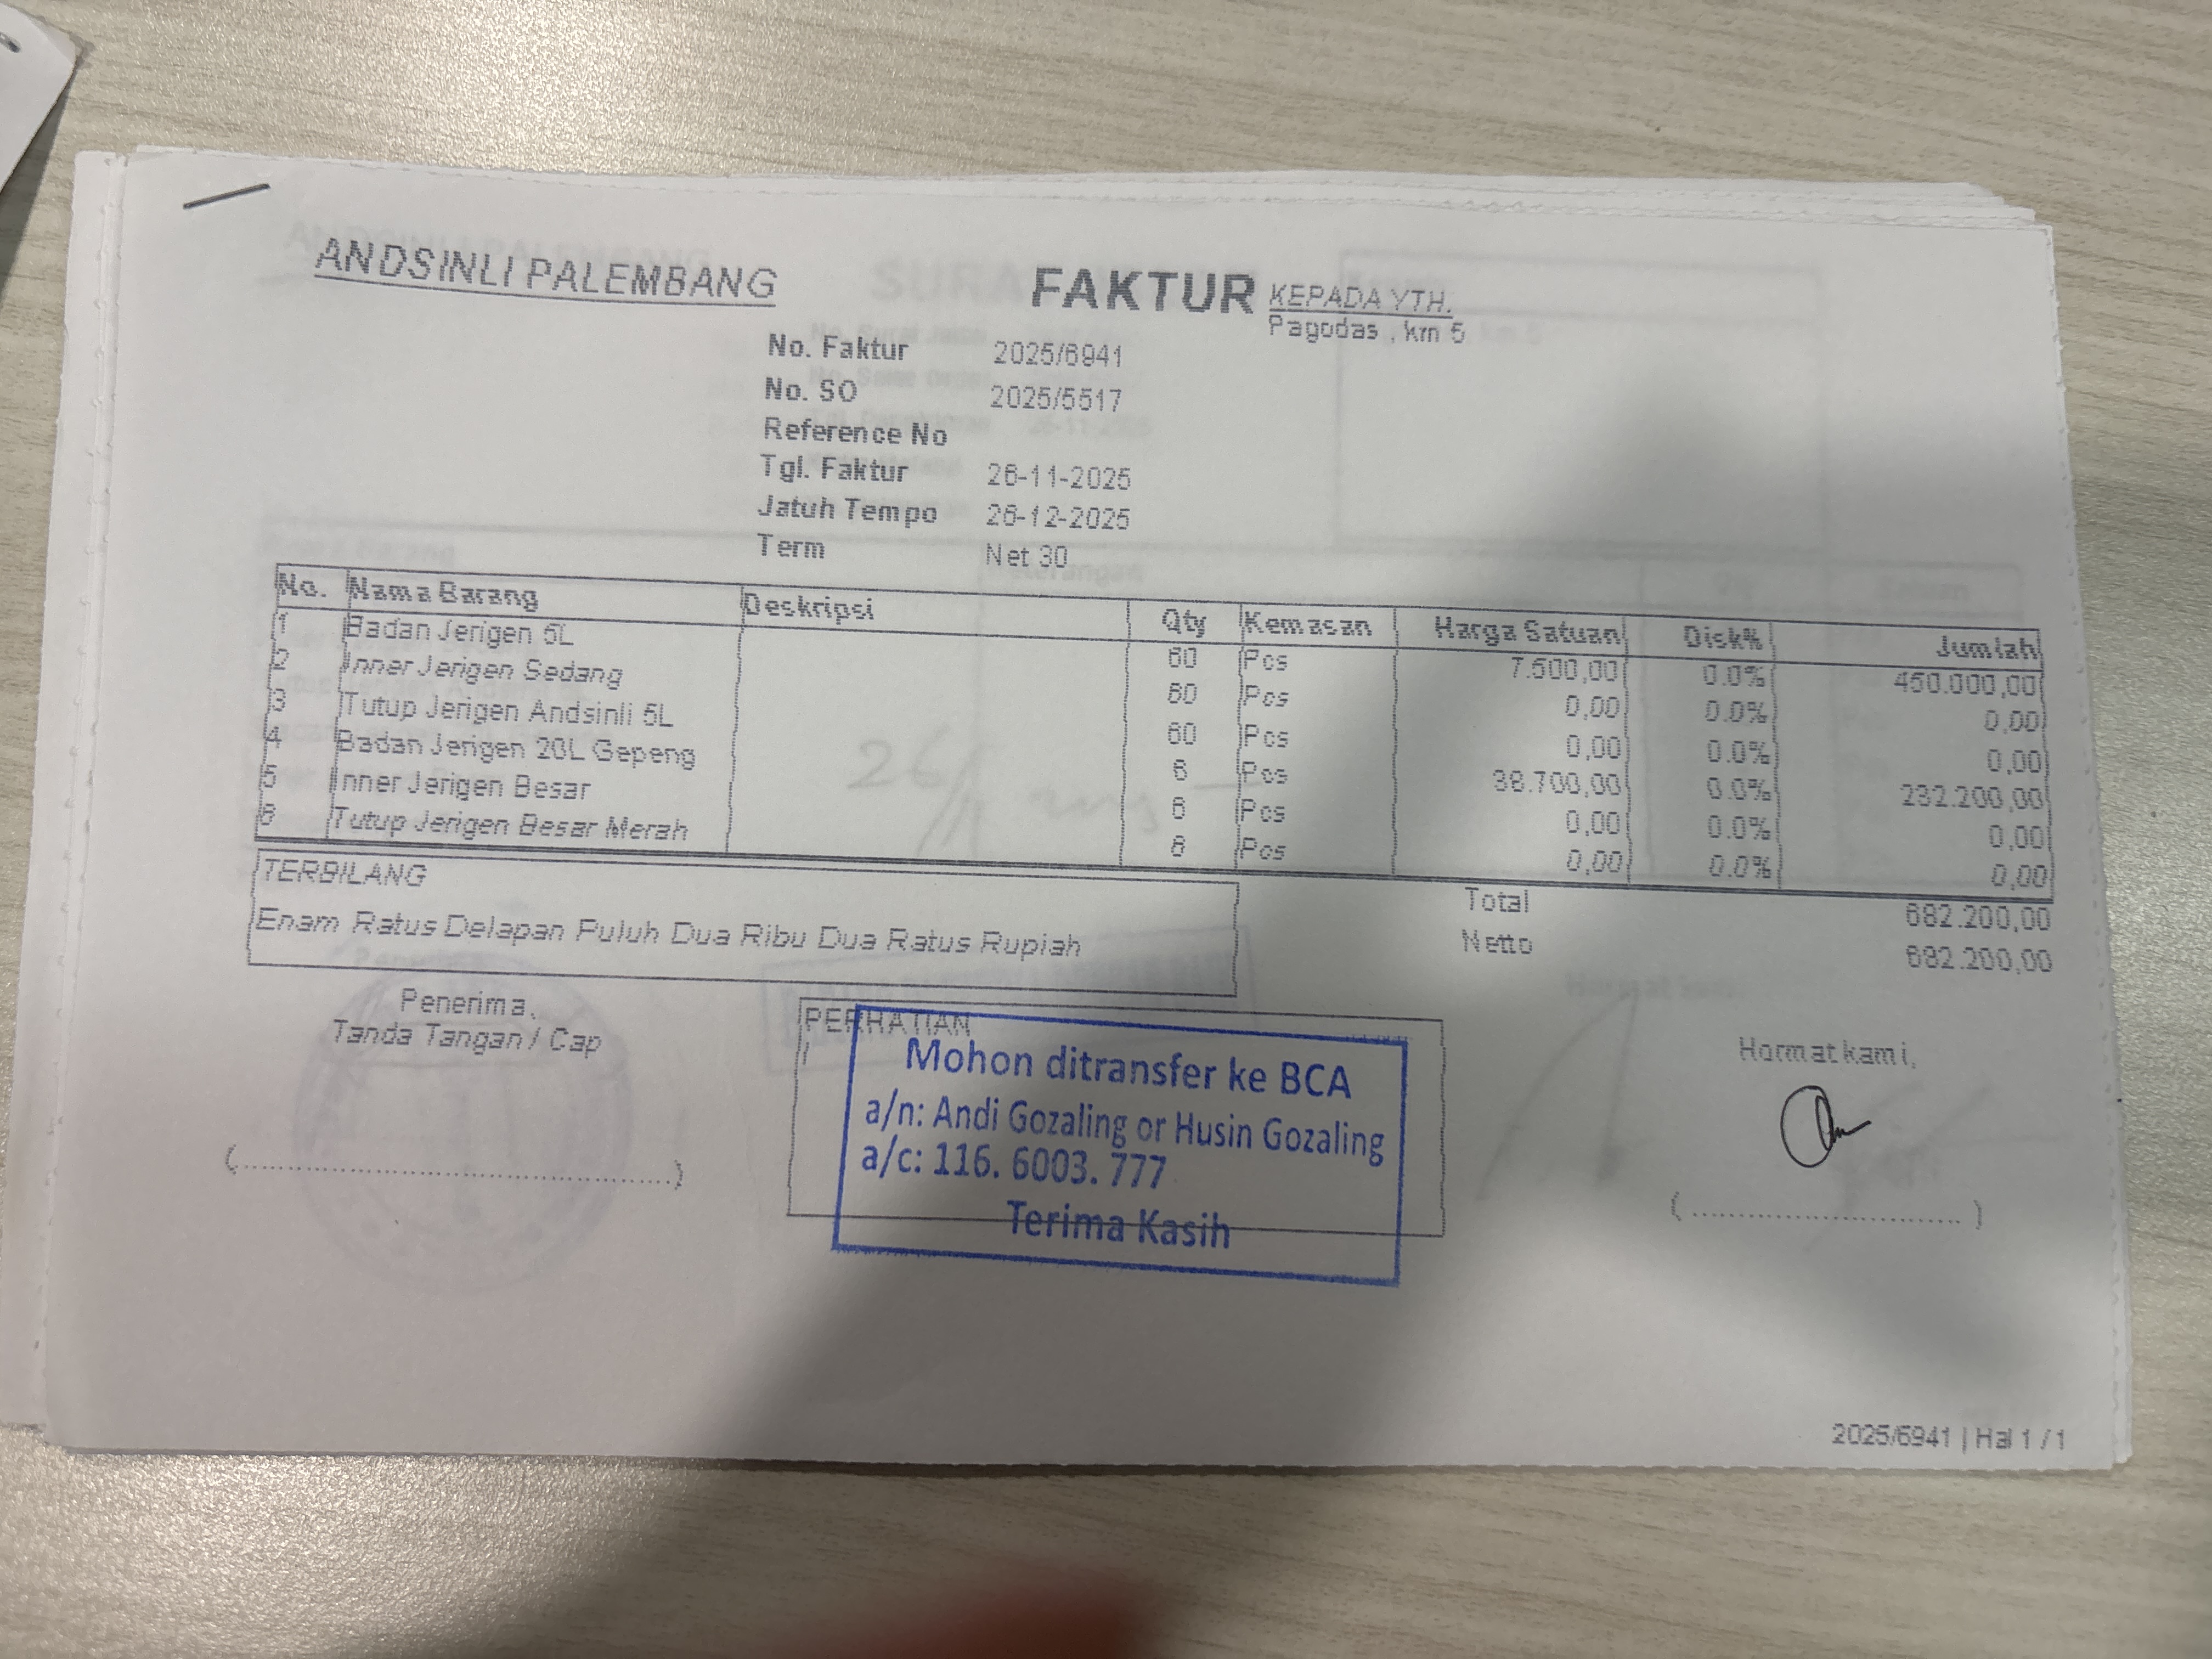 ANDSINLI PALEMBANG
FAKTUR
KEPADA YTH.
Pagodas , km 5
No. Faktur 2025/6941
No. SO 2025/5517
Reference No
Tgl. Faktur 26-11-2025
Jatuh Tempo 26-12-2025
Term Net 30
No. Nama Barang Deskripsi Qty Kemasan Harga Satuan Disk% Jumlah
1 Badan Jerigen 5L 60 Pcs 7.500,00 0.0% 450.000,00
2 Inner Jerigen Sedang 60 Pcs 0,00 0.0% 0,00
3 Tutup Jerigen Andsinli 5L 60 Pcs 0,00 0.0% 0,00
4 Badan Jerigen 20L Gepeng 6 Pcs 38.700,00 0.0% 232.200,00
5 Inner Jerigen Besar 6 Pcs 0,00 0.0% 0,00
6 Tutup Jerigen Besar Merah 6 Pcs 0,00 0.0% 0,00
TERBILANG
Enam Ratus Delapan Puluh Dua Ribu Dua Ratus Rupiah
Total 682.200,00
Netto 682.200,00
Penerima,
Tanda Tangan / Cap
(..........................................................)
PERHATIAN
Mohon ditransfer ke BCA
a/n: Andi Gozaling or Husin Gozaling
a/c: 116. 6003. 777
Terima Kasih
Hormat kami,
( .................................... )
2025/6941 | Hal 1 / 1